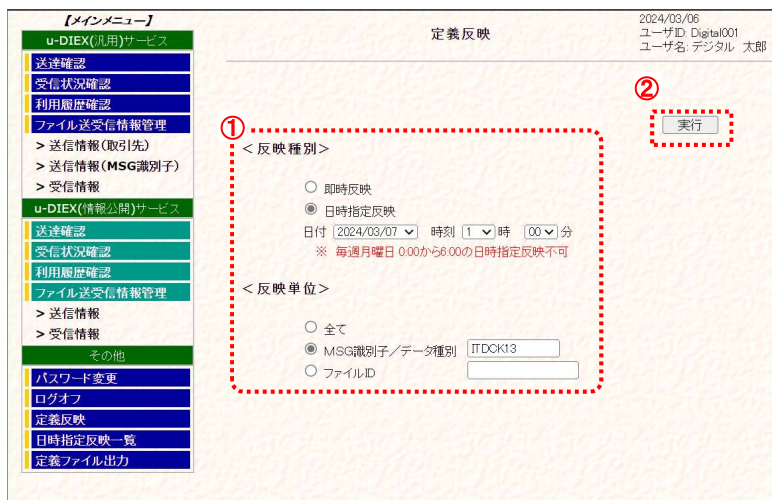 【メインメニュー】
u-DIEX(汎用)サービス
送達確認
受信状況確認
利用履歴確認
ファイル送受信情報管理
> 送信情報(取引先)
> 送信情報(MSG識別子)
> 受信情報
u-DIEX(情報公開)サービス
送達確認
受信状況確認
利用履歴確認
ファイル送受信情報管理
> 送信情報
> 受信情報
その他
パスワード変更
ログオフ
定義反映
日時指定反映一覧
定義ファイル出力
定義反映
2024/03/06
ユーザID: Digital001
ユーザ名: デジタル 太郎
②
実行
①
<反映種別>
即時反映
日時指定反映
日付 2024/03/07 時刻 1 時 00 分
※ 毎週月曜日 0:00から6:00の日時指定反映不可
<反映単位>
全て
MSG識別子/データ種別 ITDCK13
ファイルID